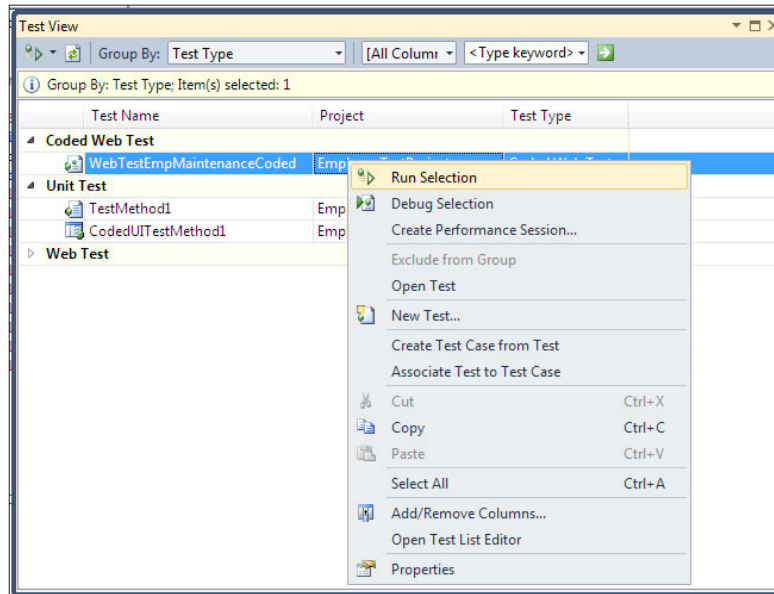 Test View
Group By: Test Type [All Colum <Type keyword>
Group By: Test Type; Item(s) selected: 1
Test Name Project Test Type
Coded Web Test
WebTestEmpMaintenanceCoded
Run Selection
Unit Test
Debug Selection
TestMethod1 Emp
Create Performance Session...
CodedUITestMethod1 Emp
Web Test
Exclude from Group
Open Test
New Test...
Create Test Case from Test
Associate Test to Test Case
Cut Ctrl+X
Copy Ctrl+C
Paste Ctrl+V
Select All Ctrl+A
Add/Remove Columns...
Open Test List Editor
Properties